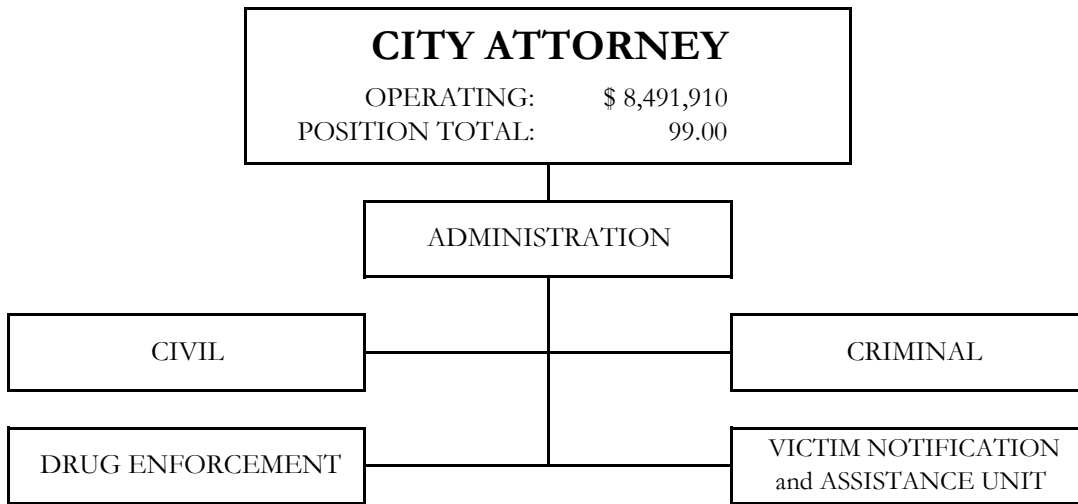 CITY ATTORNEY
OPERATING: $ 8,491,910
POSITION TOTAL: 99.00
ADMINISTRATION
CIVIL
CRIMINAL
DRUG ENFORCEMENT
VICTIM NOTIFICATION
and ASSISTANCE UNIT